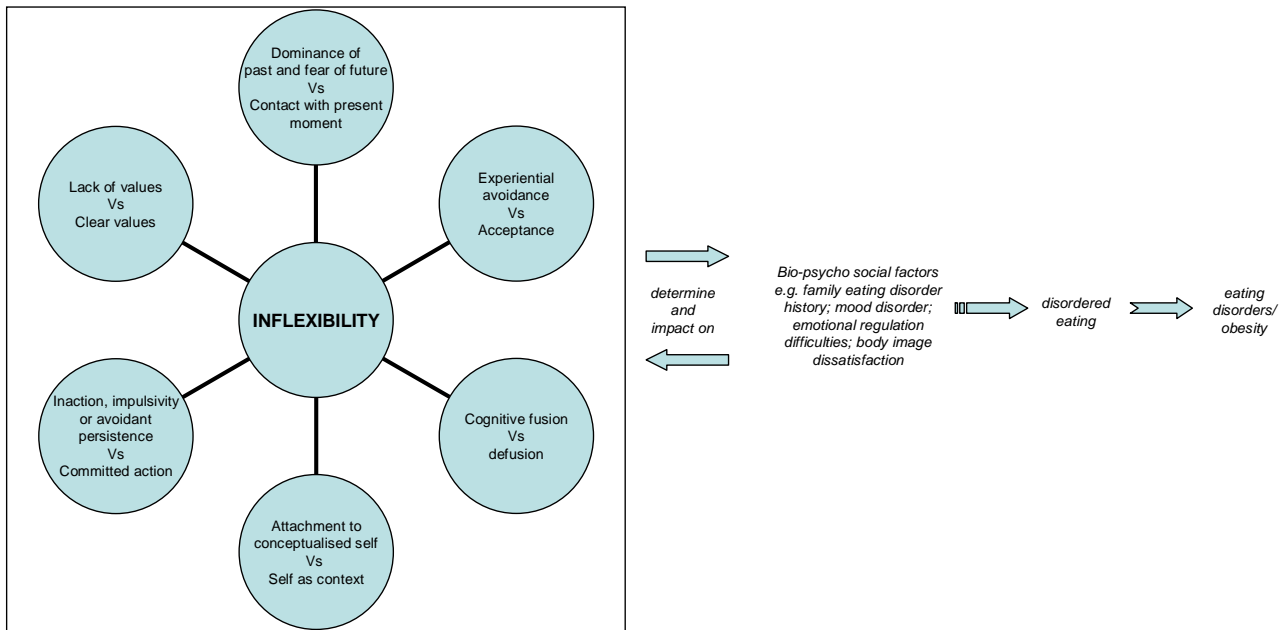 Dominance of
past and fear of future
Vs
Contact with present
moment
Lack of values
Vs
Clear values
Experiential
avoidance
Vs
Acceptance
INFLEXIBILITY
Inaction, impulsivity
or avoidant
persistence
Vs
Committed action
Cognitive fusion
Vs
defusion
Attachment to
conceptualised self
Vs
Self as context
determine
and
impact on
Bio-psycho social factors
e.g. family eating disorder
history; mood disorder;
emotional regulation
difficulties; body image
dissatisfaction
disordered
eating
eating
disorders/
obesity